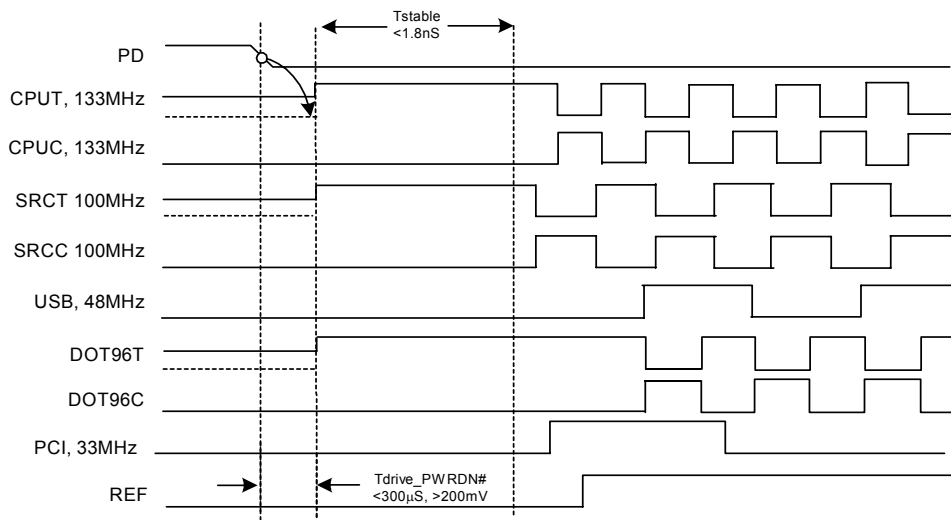 Tstable
<1.8nS
PD
CPUT, 133MHz
CPUC, 133MHz
SRCT 100MHz
SRCC 100MHz
USB, 48MHz
DOT96T
DOT96C
PCI, 33MHz
Tdrive_PWRDN#
<300μS, >200mV
REF